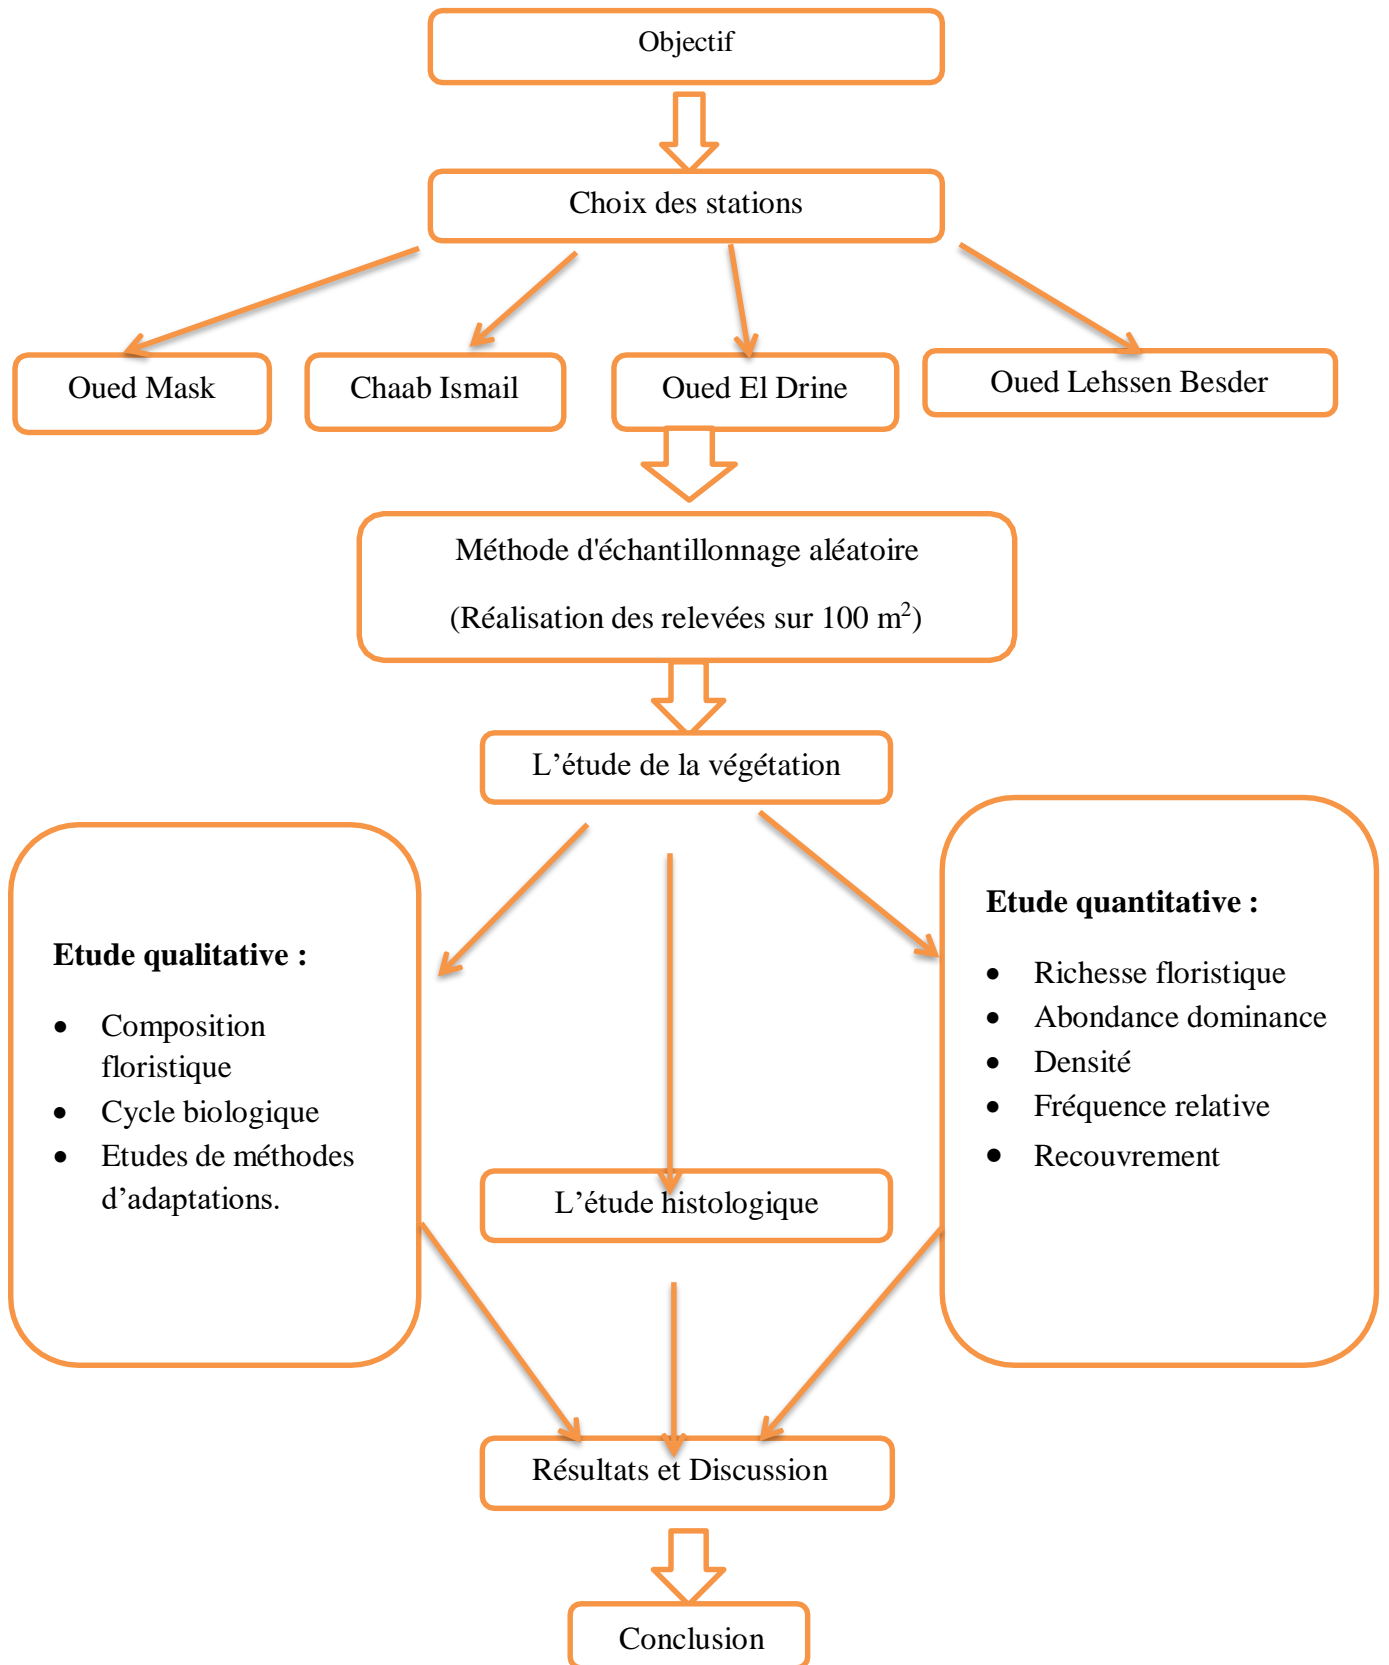 Objectif
Choix des stations
Oued Mask
Chaab Ismail
Oued El Drine
Oued Lehssen Besder
Méthode d'échantillonnage aléatoire
(Réalisation des relevées sur 100 m²)
L’étude de la végétation
Etude qualitative :
• Composition
floristique
• Cycle biologique
• Etudes de méthodes
d’adaptations.
L’étude histologique
Etude quantitative :
• Richesse floristique
• Abondance dominance
• Densité
• Fréquence relative
• Recouvrement
Résultats et Discussion
Conclusion